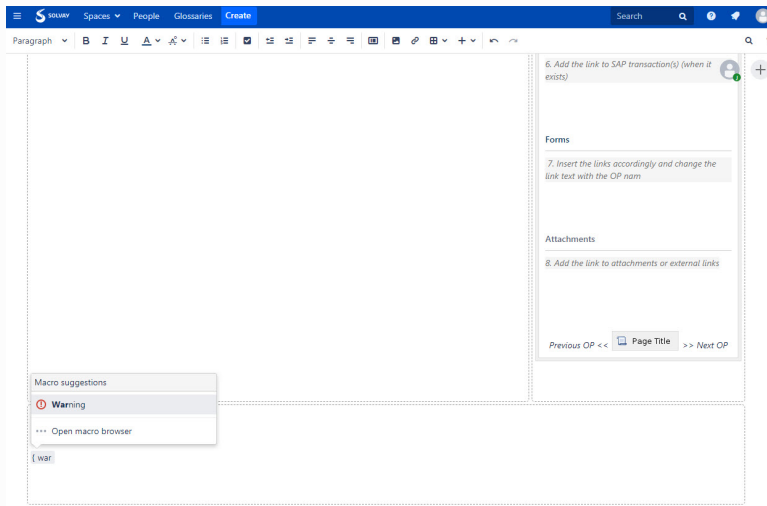 SOLVAY Spaces People Glossaries Create Search
Paragraph B I U A
6. Add the link to SAP transaction(s) (when it
exists)
Forms
7. Insert the links accordingly and change the
link text with the OP nam
Attachments
8. Add the link to attachments or external links
Previous OP << Page Title >> Next OP
Macro suggestions
Warning
Open macro browser
{ war